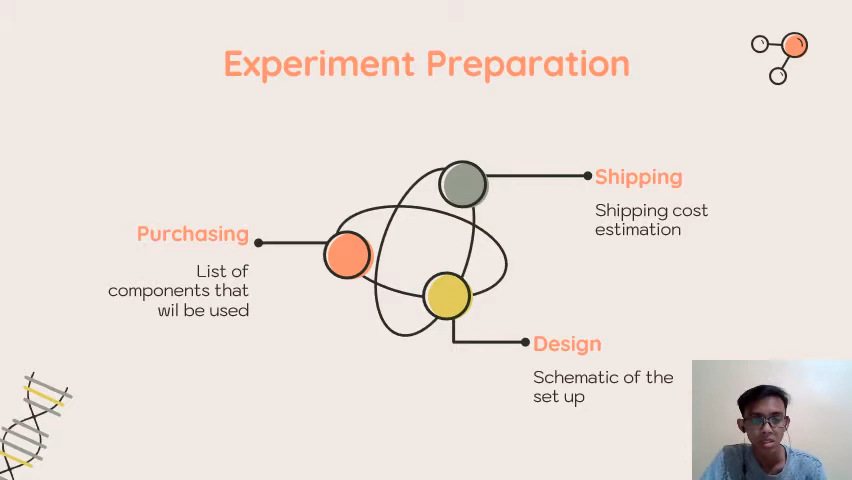 Experiment Preparation
Shipping
Shipping cost
estimation
Purchasing
List of
components that
wil be used
Design
Schematic of the
set up